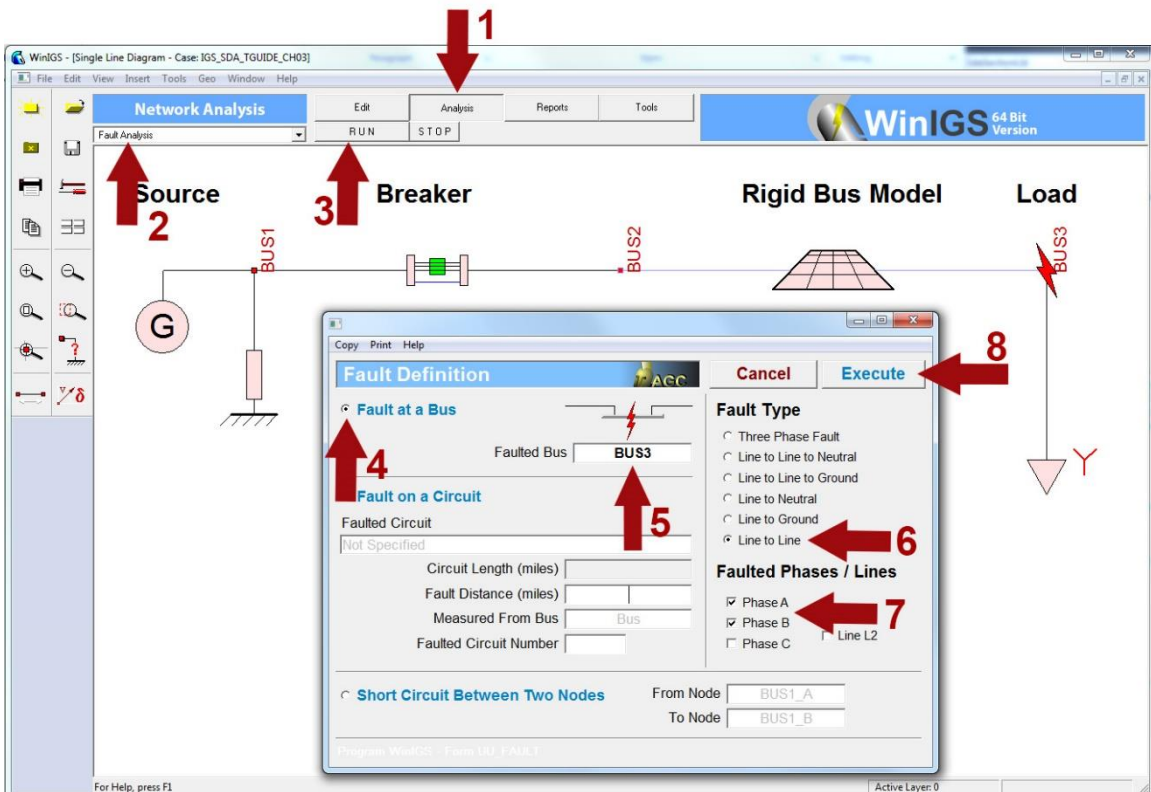 1
WinIGS - [Single Line Diagram - Case: IGS_SDA_TGUIDE_CH03]
File Edit View Insert Tools Geo Window Help
Network Analysis
Edit Analysis Reports Tools
WinIGS 64 Bit Version
Fault Analysis
RUN STOP
2
3
Source Breaker Rigid Bus Model Load
BUS1
BUS2
BUS3
G
?
Copy Print Help
8
Fault Definition
AGC
Cancel Execute
Fault at a Bus
Fault Type
Three Phase Fault
4
Faulted Bus BUS3
Line to Line to Neutral
Line to Line to Ground
Fault on a Circuit
5
Line to Neutral
Faulted Circuit
Line to Ground
Not Specified
Line to Line
6
Circuit Length (miles)
Faulted Phases / Lines
Fault Distance (miles)
Phase A
7
Measured From Bus Bus
Phase B
Line L2
Faulted Circuit Number
Phase C
Short Circuit Between Two Nodes
From Node BUS1_A
To Node BUS1_B
Program WinIGS - Form UU_FAULT
For Help, press F1
Active Layer: 0